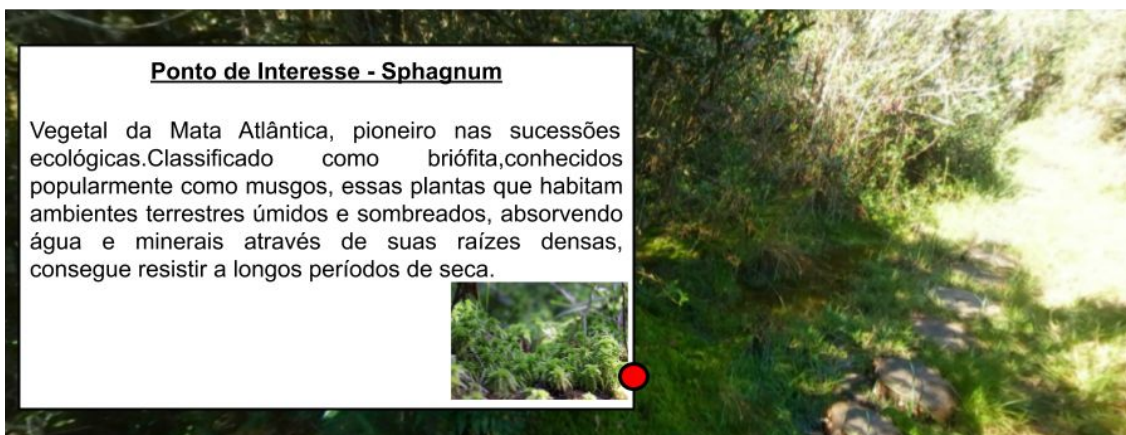 Ponto de Interesse - Sphagnum
Vegetal da Mata Atlântica, pioneiro nas sucessões
ecológicas.Classificado como briófita,conhecidos
popularmente como musgos, essas plantas que habitam
ambientes terrestres úmidos e sombreados, absorvendo
água e minerais através de suas raízes densas,
consegue resistir a longos períodos de seca.